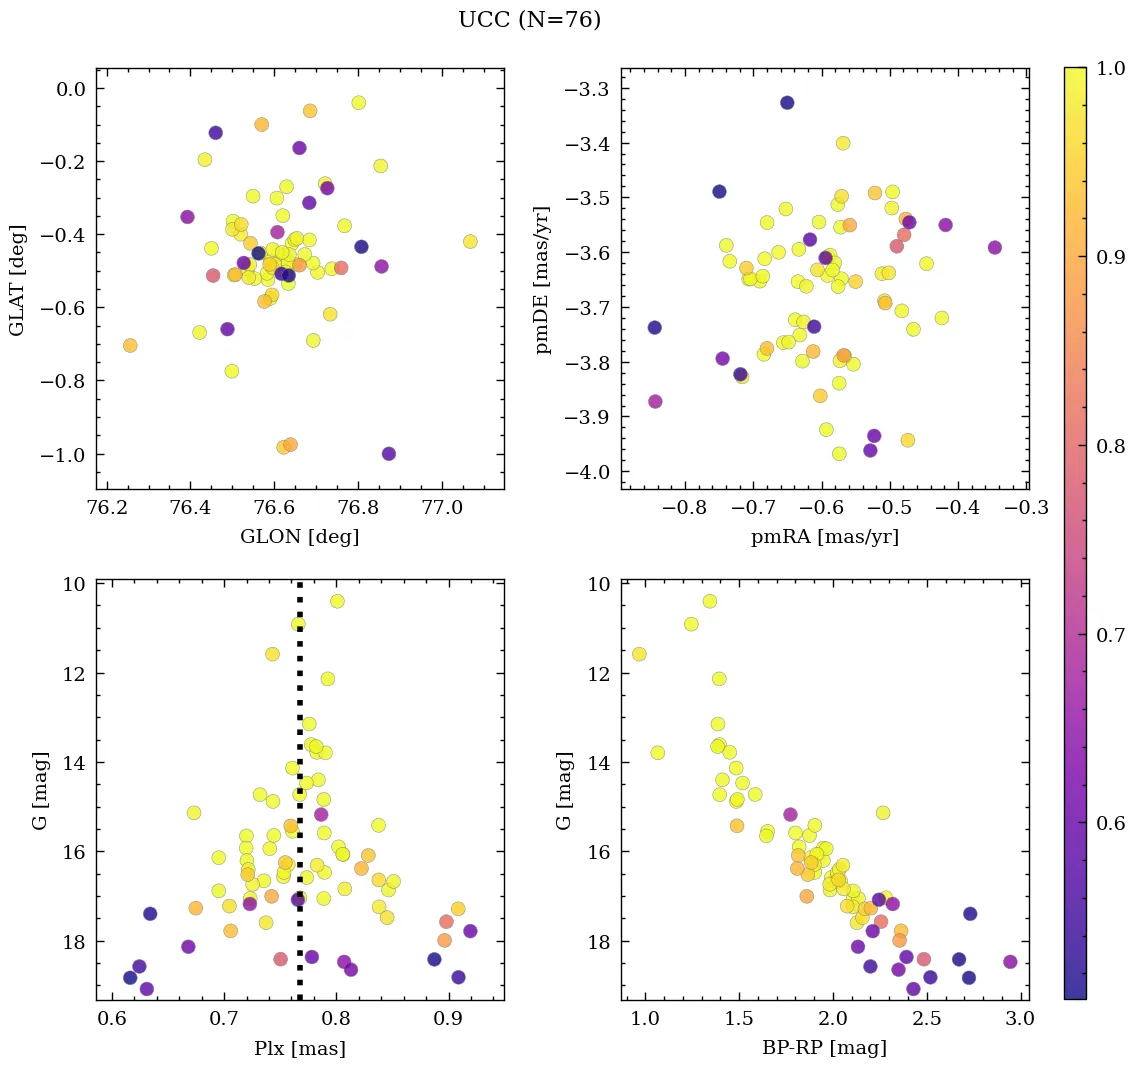 UCC (N=76)
0.0
−0.2
−0.4
−0.6
−0.8
−1.0
GLAT [deg]
76.2 76.4 76.6 76.8 77.0
GLON [deg]
−3.3
−3.4
−3.5
−3.6
−3.7
−3.8
−3.9
−4.0
pmDE [mas/yr]
−0.8 −0.7 −0.6 −0.5 −0.4 −0.3
pmRA [mas/yr]
10
12
14
16
18
G [mag]
0.6 0.7 0.8 0.9
Plx [mas]
10
12
14
16
18
G [mag]
1.0 1.5 2.0 2.5 3.0
BP-RP [mag]
1.0
0.9
0.8
0.7
0.6